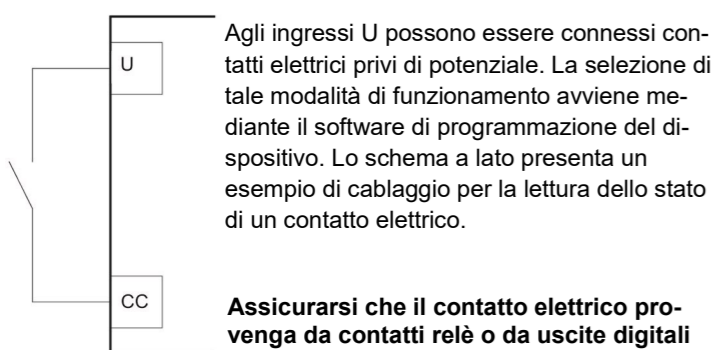 U
Agli ingressi U possono essere connessi con-
tatti elettrici privi di potenziale. La selezione di
tale modalità di funzionamento avviene me-
diante il software di programmazione del di-
spositivo. Lo schema a lato presenta un
esempio di cablaggio per la lettura dello stato
di un contatto elettrico.
CC
Assicurarsi che il contatto elettrico pro-
venga da contatti relè o da uscite digitali